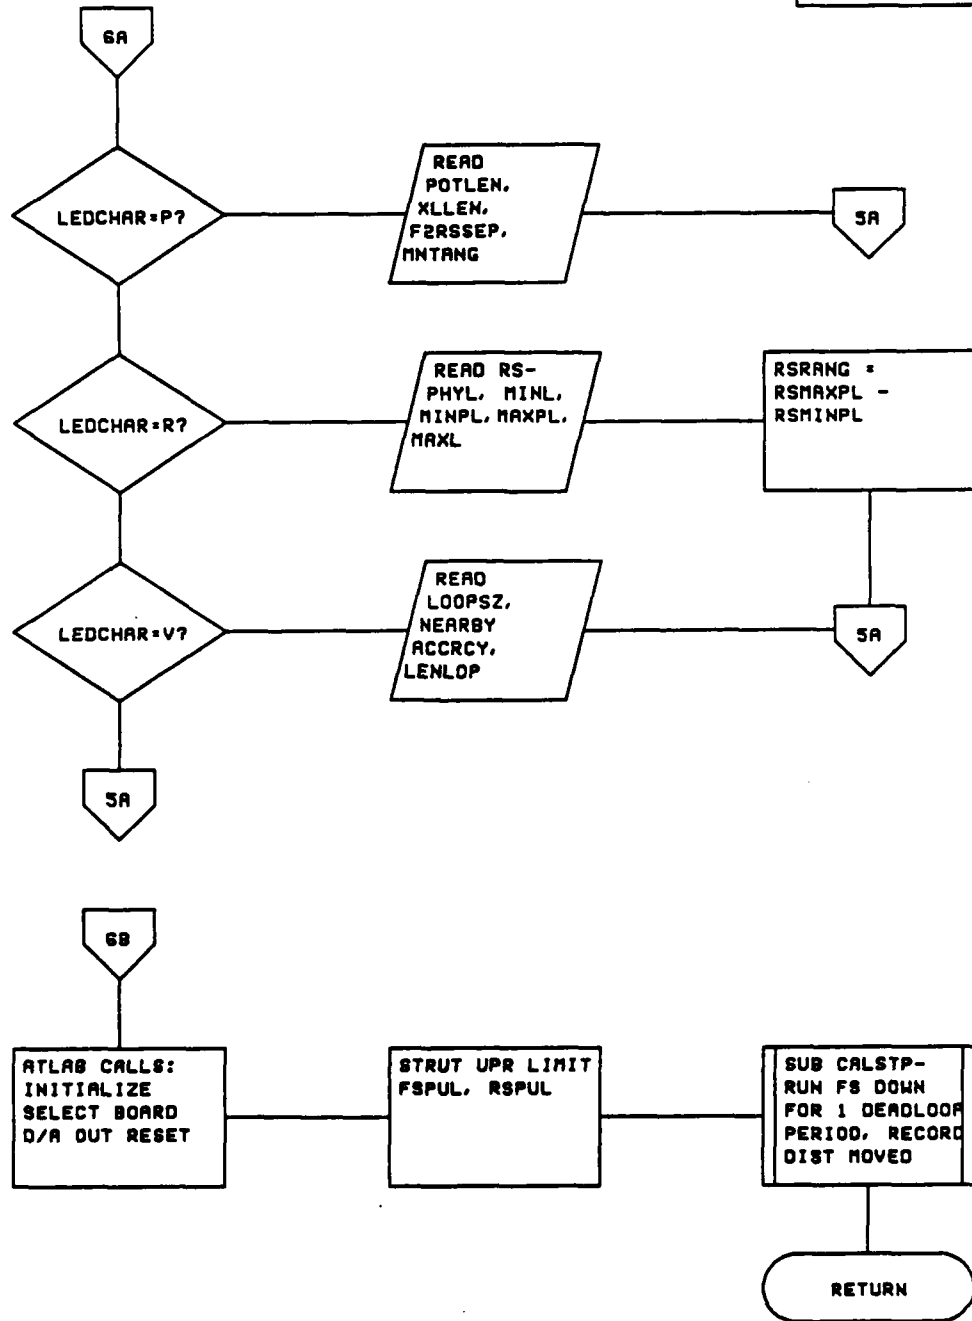 6A
LEDCHAR=P?
READ
POTLEN,
XLLEN,
F2RSSEP,
MNTANG
5A
LEDCHAR=R?
READ RS-
PHYL, MINL,
MINPL, MAXPL,
MAXL
RSRANG =
RSMAXPL -
RSMINPL
LEDCHAR=V?
READ
LOOPSZ,
NEARBY
ACCRCY,
LENLOP
5A
5A
6B
ATLAB CALLS:
INITIALIZE
SELECT BOARD
D/A OUT RESET
STRUT UPR LIMIT
FSPUL, RSPUL
SUB CALSTP-
RUN FS DOWN
FOR 1 DEADLOOP
PERIOD, RECORD
DIST MOVED
RETURN